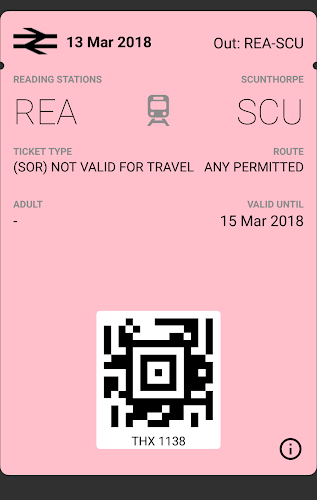 13 Mar 2018 Out: REA-SCU
READING STATIONS SCUNTHORPE
REA SCU
TICKET TYPE ROUTE
(SOR) NOT VALID FOR TRAVEL ANY PERMITTED
ADULT VALID UNTIL
- 15 Mar 2018
THX 1138